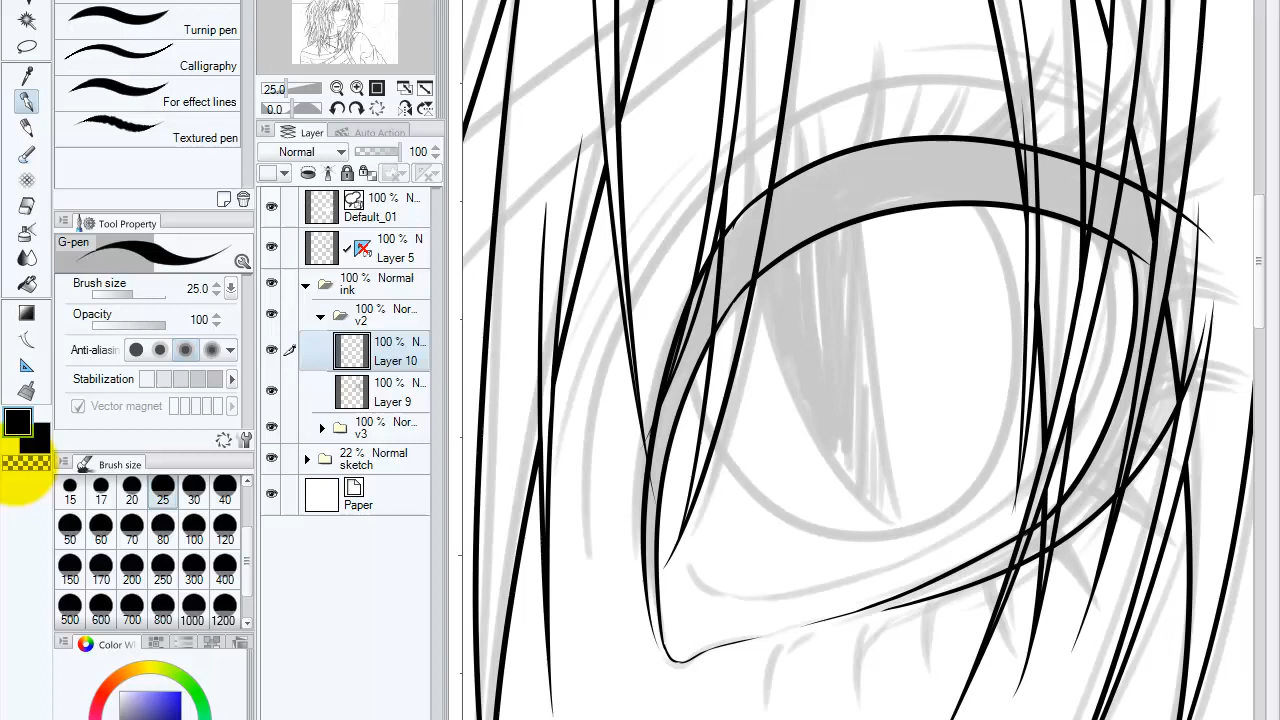 Turnip pen
Calligraphy
For effect lines
Textured pen
Tool Property
G-pen
Brush size 25.0
Opacity 100
Anti-aliasin
Stabilization
Vector magnet
Brush size
15 17 20 25 30 40
50 60 70 80 100 120
150 170 200 250 300 400
500 600 700 800 1000 1200
Color W
25.0
0.0
Layer Auto Action
Normal 100
100 % N...
Default_01
100 % N
Layer 5
100 % Normal
ink
100 % Nor...
v2
100 % N...
Layer 10
100 % N...
Layer 9
100 % Nor...
v3
22 % Normal
sketch
Paper